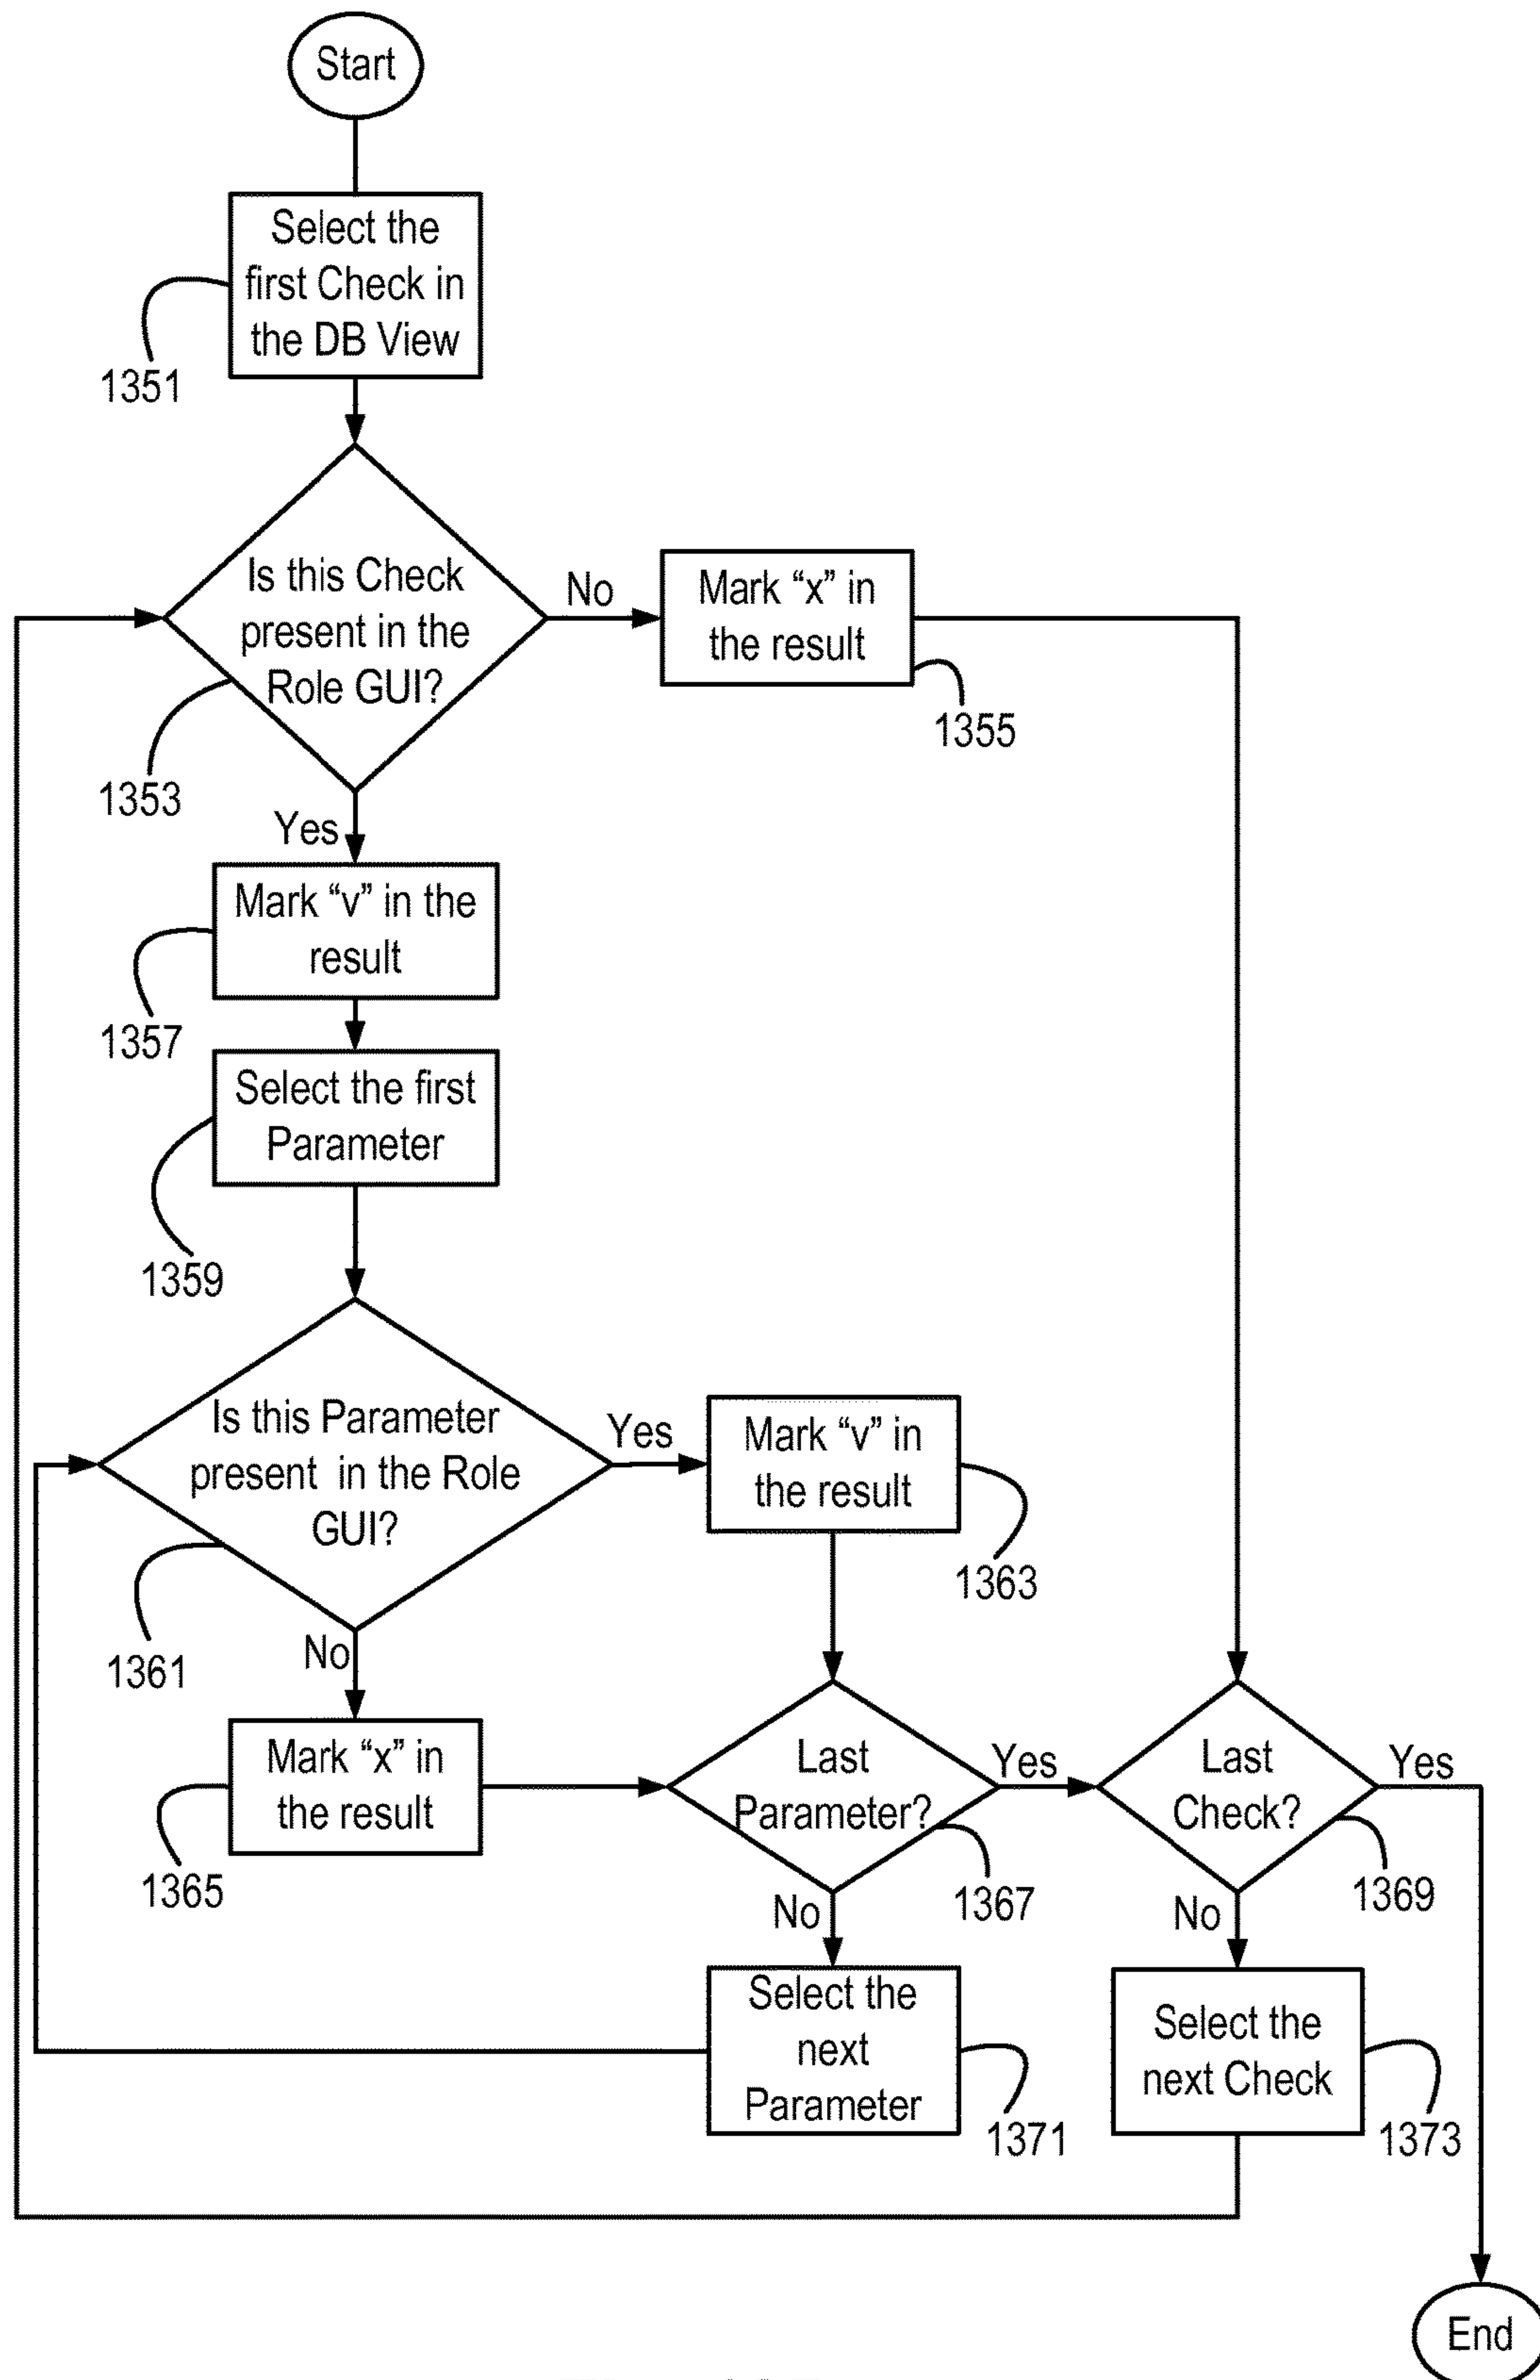 Start
Select the
first Check in
the DB View
1351
Is this Check
present in the
Role GUI?
1353
No
Mark “x” in
the result
1355
Yes
Mark “v” in the
result
1357
Select the first
Parameter
1359
Is this Parameter
present in the Role
GUI?
1361
Yes
Mark “v” in
the result
1363
No
Mark “x” in
the result
1365
Last
Parameter?
1367
Yes
Last
Check?
1369
Yes
No
Select the
next
Parameter
1371
No
Select the
next Check
1373
End